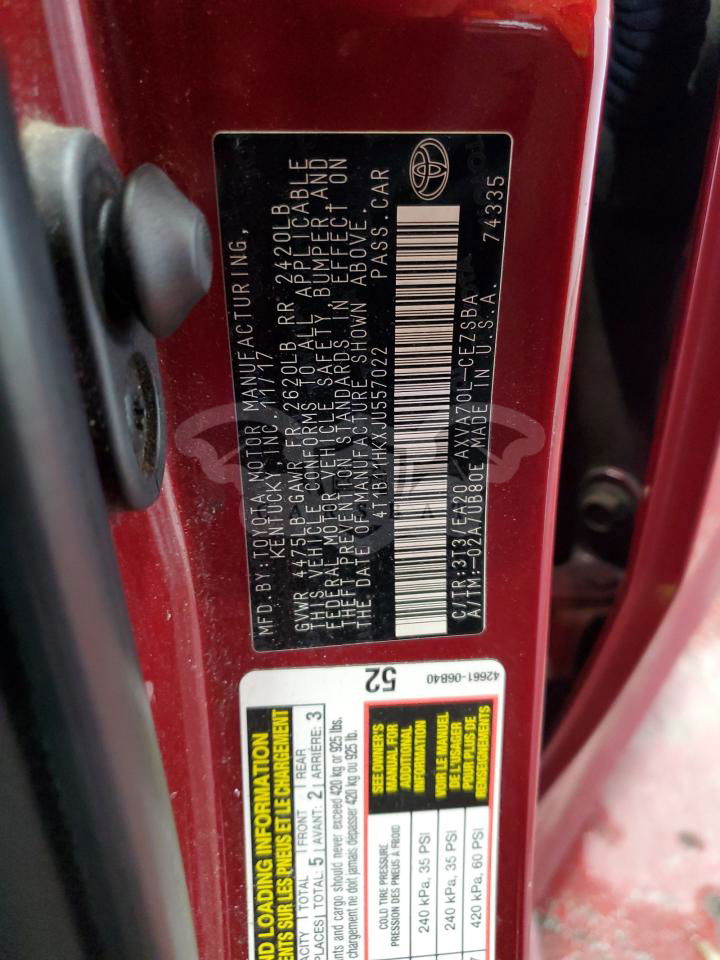 MFD.BY:TOYOTA MOTOR MANUFACTURING,
KENTUCKY,INC. 11/17
GVWR 4475LB GAWR FR 2620LB RR 2420LB
THIS VEHICLE CONFORMS TO ALL APPLICABLE
FEDERAL MOTOR VEHICLE SAFETY, BUMPER AND
THEFT PREVENTION STANDARDS IN EFFECT ON
THE DATE OF MANUFACTURE SHOWN ABOVE.
4T1B11HKXJU557022 PASS.CAR
C/TR:3T3/EA20 AXVA70L-CEZSBA
A/TM:-02A/UB80E MADE IN U.S.A. 74335
52
42661-06B40
ND LOADING INFORMATION
ENTS SUR LES PNEUS ET LE CHARGEMENT
ACITY TOTAL FRONT REAR
PLACES TOTAL: 5 AVANT: 2 ARRIÈRE: 3
ants and cargo should never exceed 420 kg or 925 lbs.
chargement ne doit jamais dépasser 420 kg ou 925 lb.
COLD TIRE PRESSURE
PRESSION DES PNEUS À FROID
240 kPa, 35 PSI
240 kPa, 35 PSI
420 kPa, 60 PSI
SEE OWNER'S
MANUAL FOR
ADDITIONAL
INFORMATION
VOIR LE MANUEL
DE L'USAGER
POUR PLUS DE
RENSEIGNEMENTS